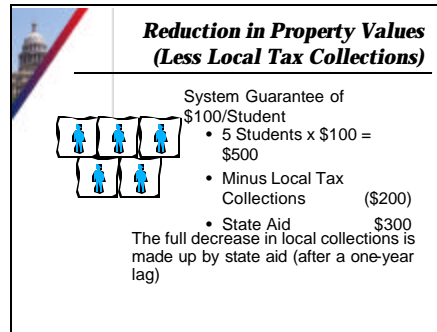 Reduction in Property Values
(Less Local Tax Collections)
System Guarantee of
$100/Student
• 5 Students x $100 =
$500
• Minus Local Tax
Collections ($200)
• State Aid $300
The full decrease in local collections is
made up by state aid (after a one-year
lag)